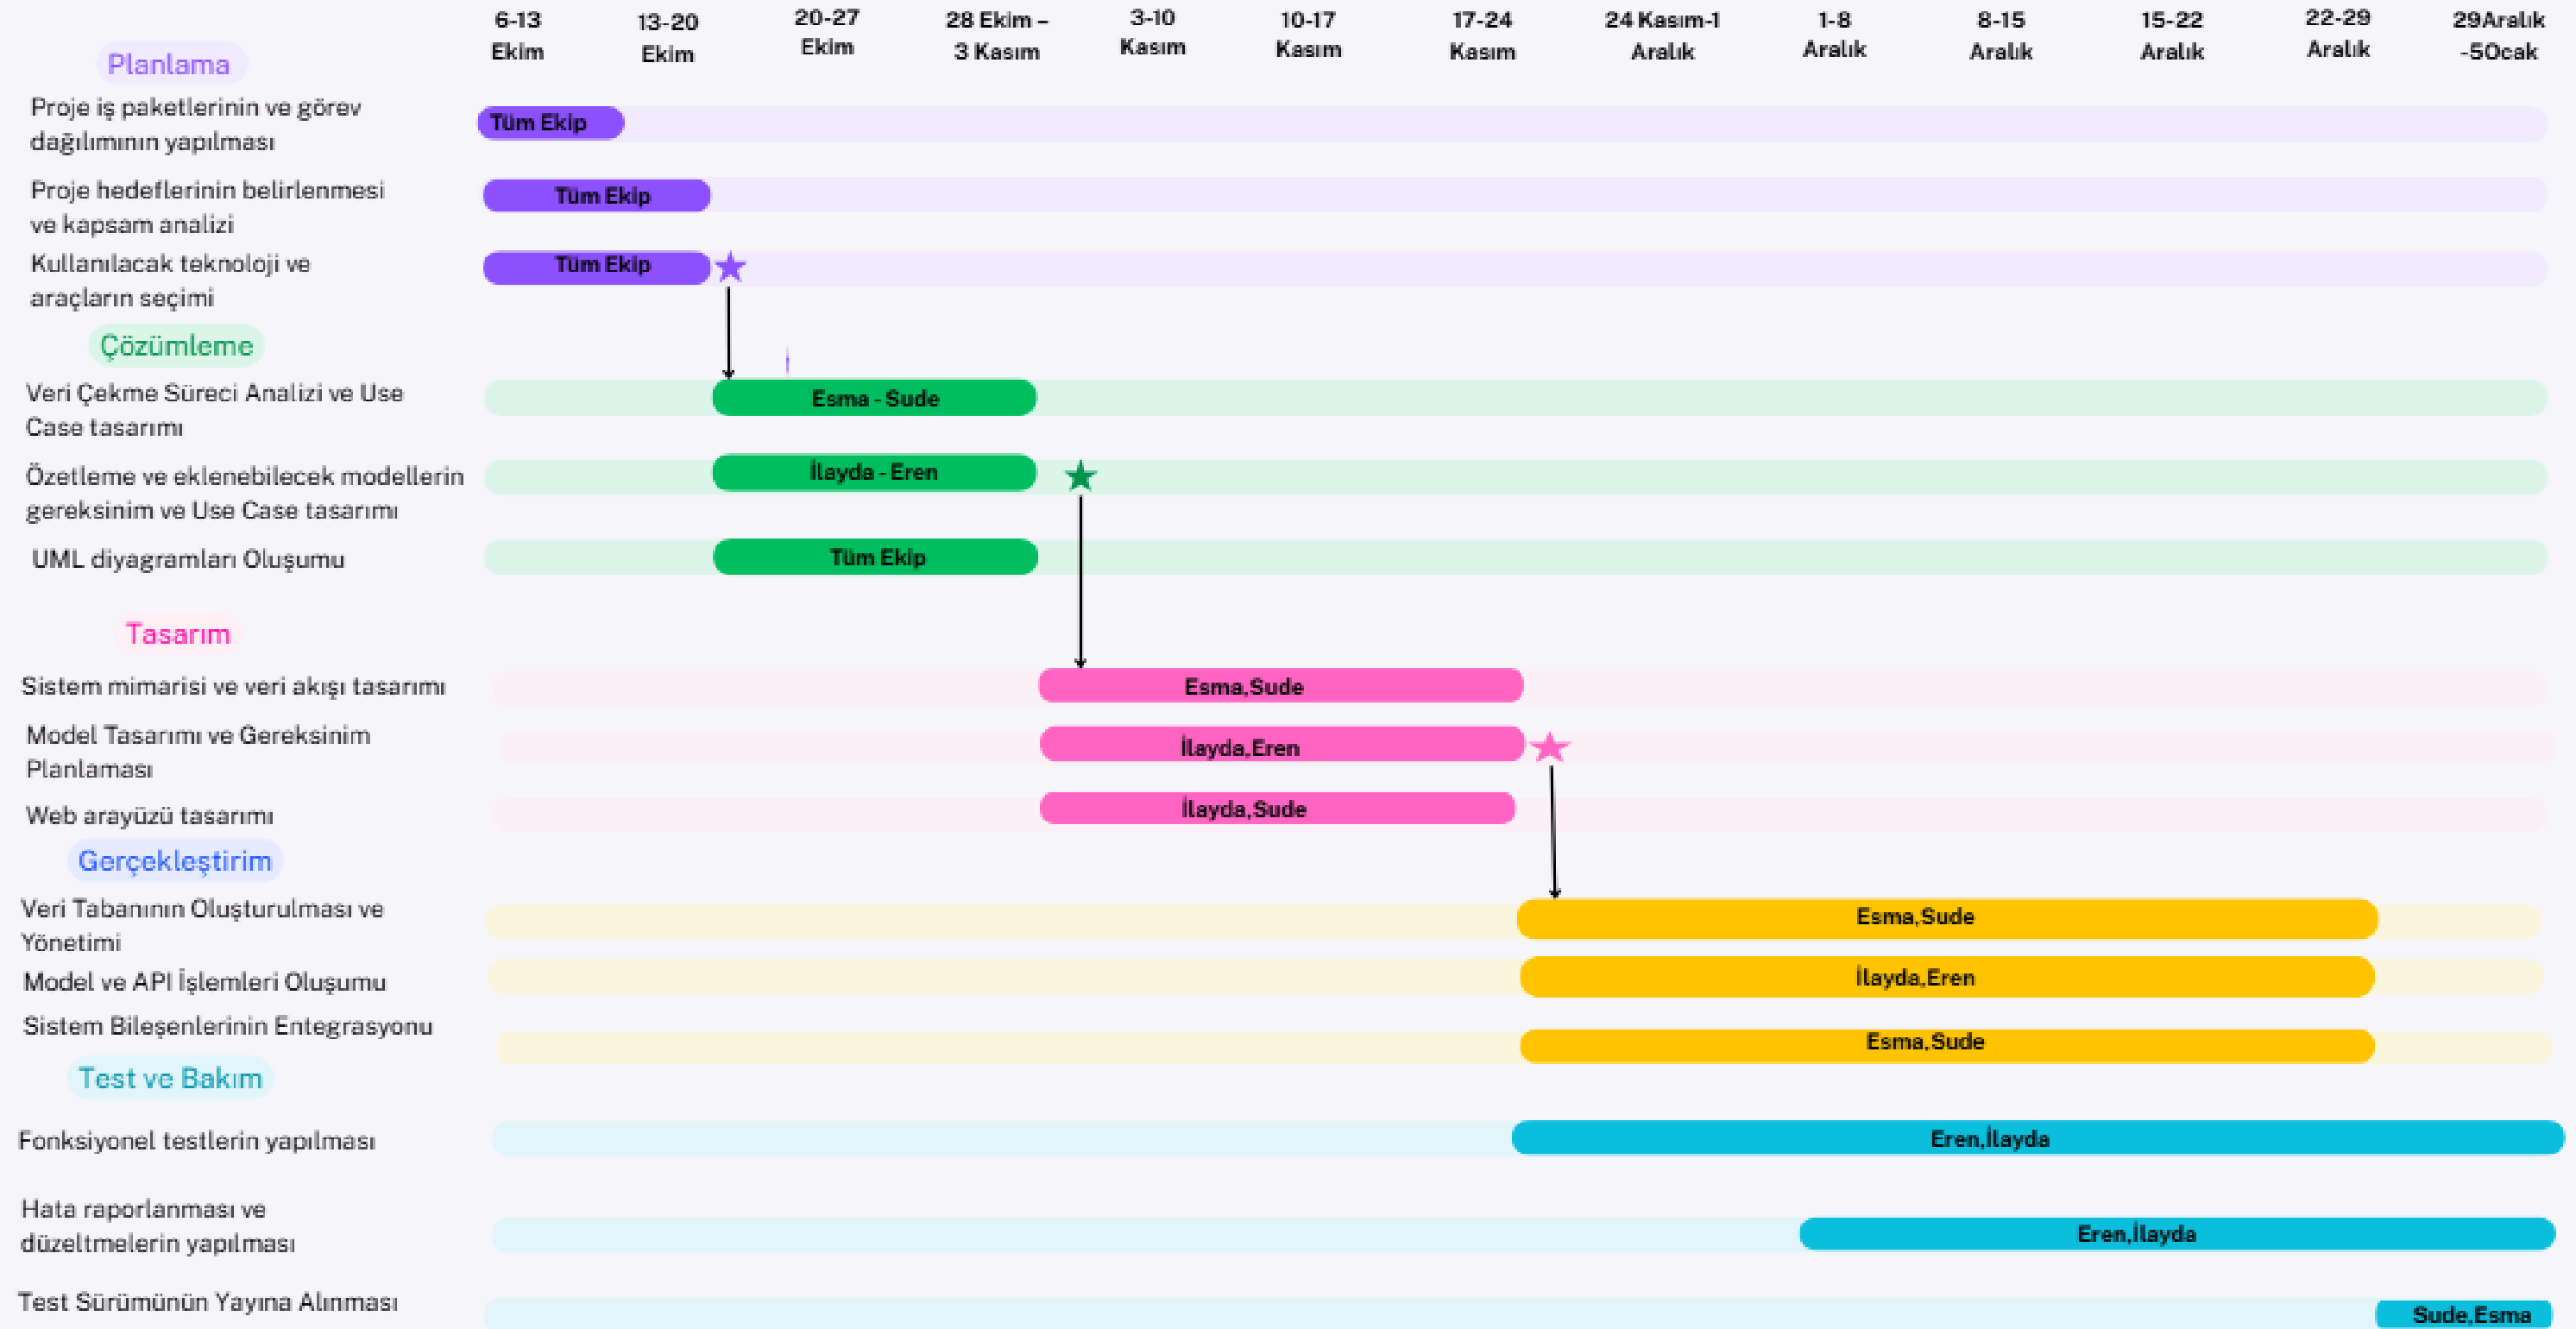 6-13
Ekim
13-20
Ekim
20-27
Ekim
28 Ekim –
3 Kasım
3-10
Kasım
10-17
Kasım
17-24
Kasım
24 Kasım-1
Aralık
1-8
Aralık
8-15
Aralık
15-22
Aralık
22-29
Aralık
29Aralık
-5Ocak
Planlama
Proje iş paketlerinin ve görev
dağılımının yapılması
Tüm Ekip
Proje hedeflerinin belirlenmesi
ve kapsam analizi
Tüm Ekip
Kullanılacak teknoloji ve
araçların seçimi
Tüm Ekip
Çözümleme
Veri Çekme Süreci Analizi ve Use
Case tasarımı
Esma - Sude
Özetleme ve eklenebilecek modellerin
gereksinim ve Use Case tasarımı
İlayda - Eren
UML diyagramları Oluşumu
Tüm Ekip
Tasarım
Sistem mimarisi ve veri akışı tasarımı
Esma,Sude
Model Tasarımı ve Gereksinim
Planlaması
İlayda,Eren
Web arayüzü tasarımı
İlayda,Sude
Gerçekleştirim
Veri Tabanının Oluşturulması ve
Yönetimi
Esma,Sude
Model ve API İşlemleri Oluşumu
İlayda,Eren
Sistem Bileşenlerinin Entegrasyonu
Esma,Sude
Test ve Bakım
Fonksiyonel testlerin yapılması
Eren,İlayda
Hata raporlanması ve
düzeltmelerin yapılması
Eren,İlayda
Test Sürümünün Yayına Alınması
Sude,Esma